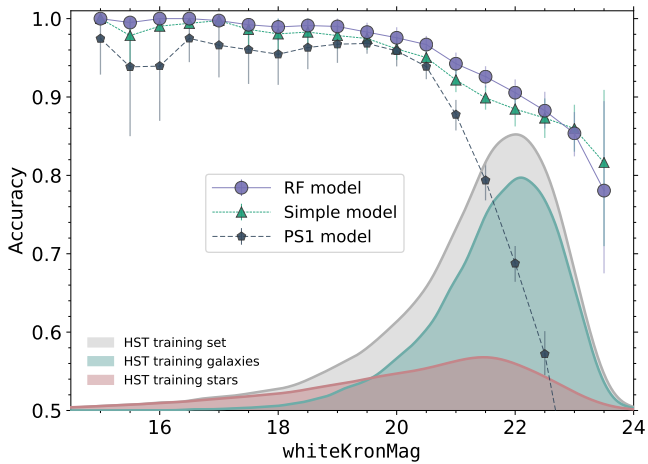 1.0
0.9
0.8
0.7
0.6
0.5
Accuracy
RF model
Simple model
PS1 model
HST training set
HST training galaxies
HST training stars
16 18 20 22 24
whiteKronMag